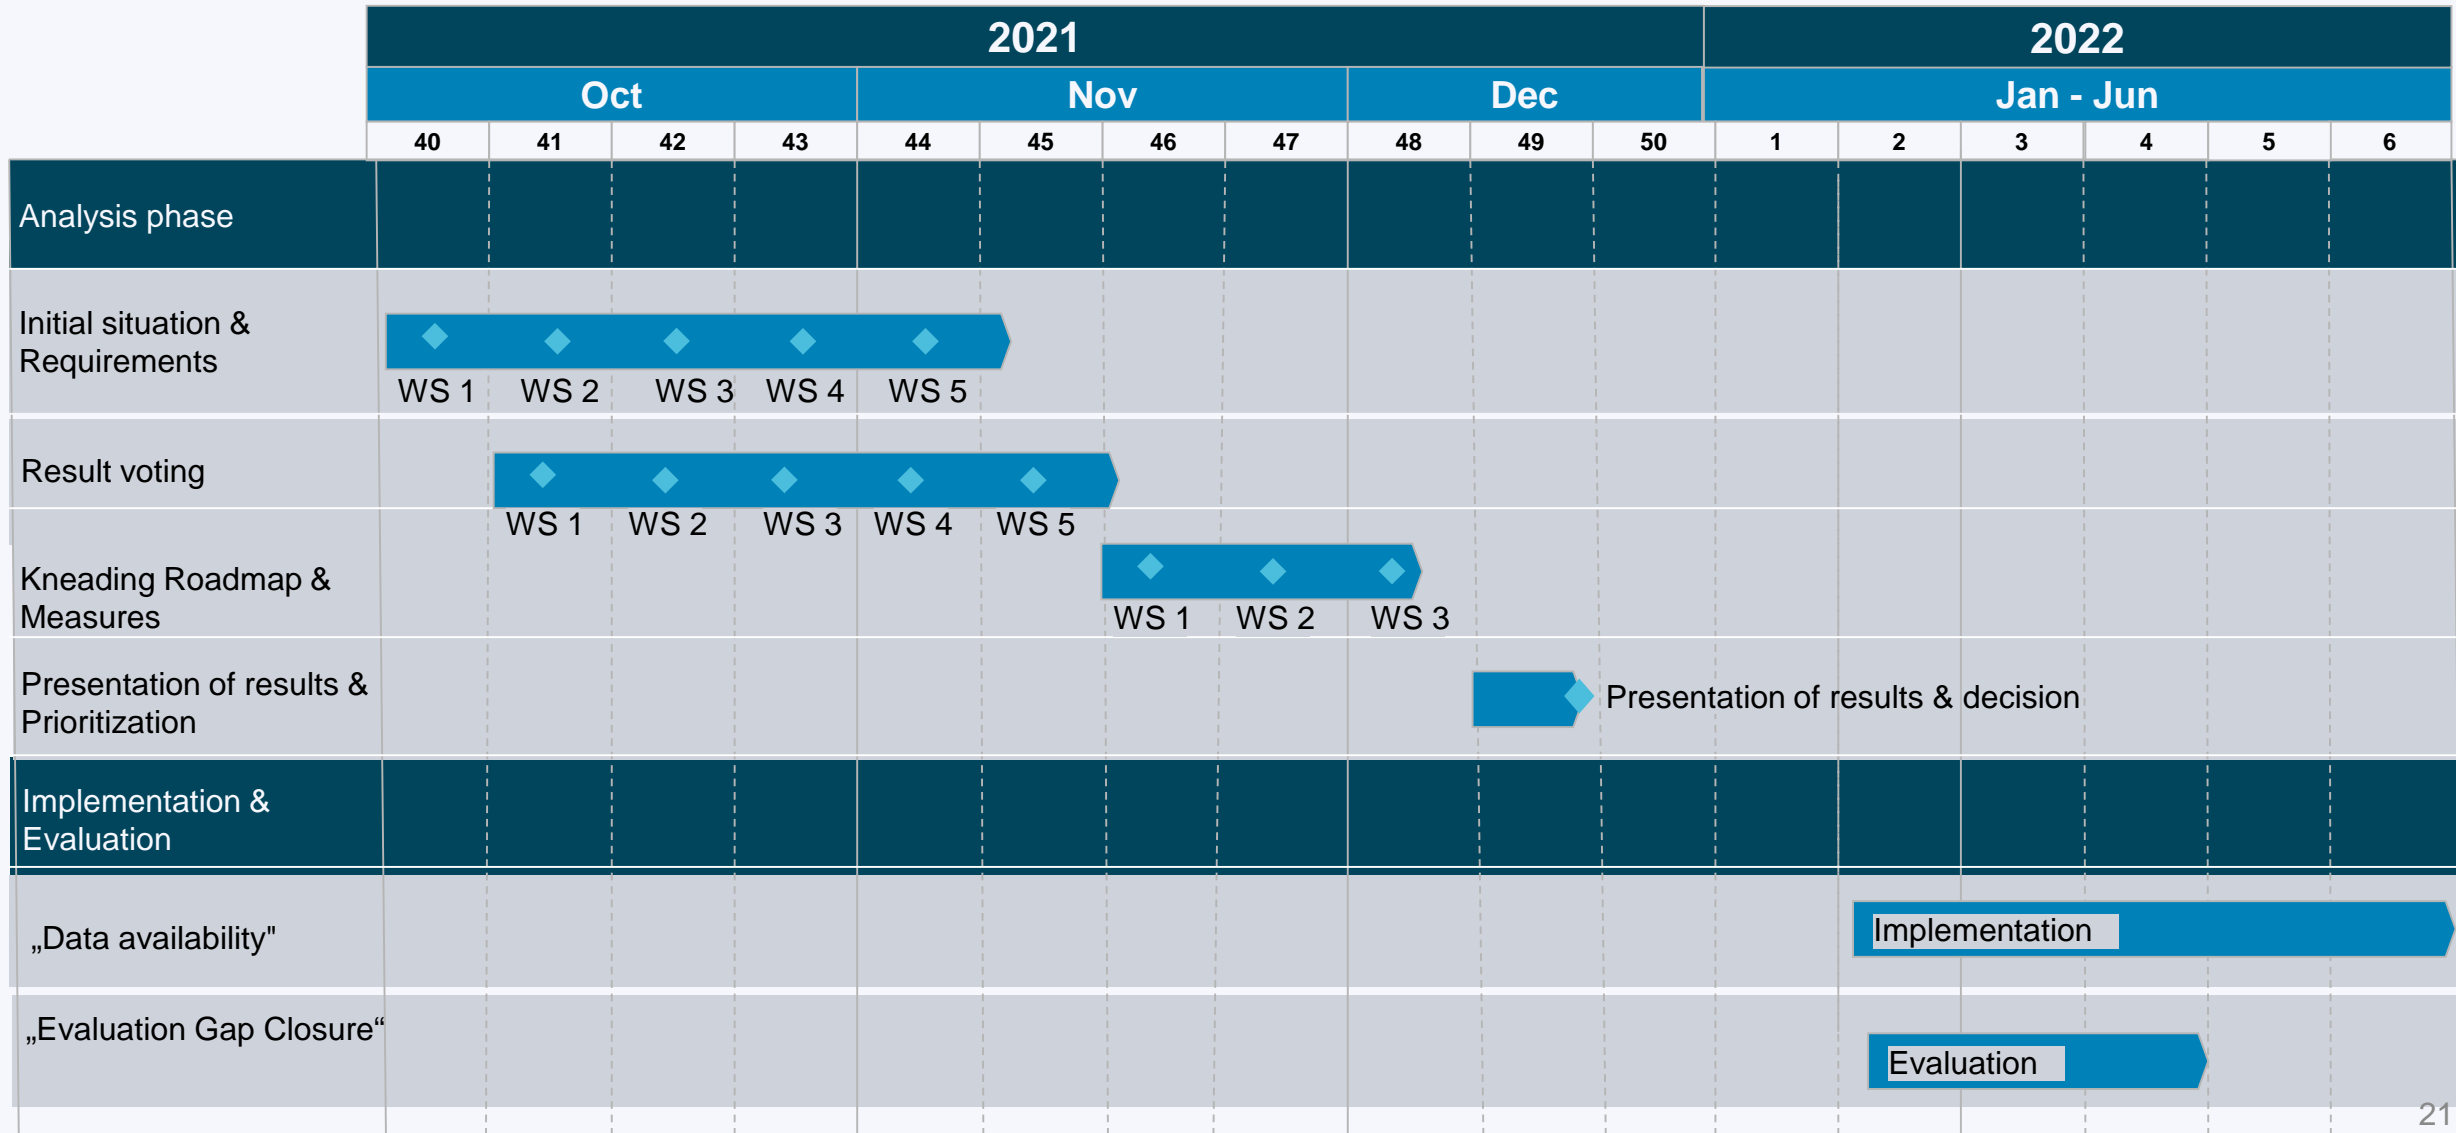 2021
2022
Oct
Nov
Dec
Jan - Jun
40 41 42 43 44 45 46 47 48 49 50 1 2 3 4 5 6
Analysis phase
Initial situation &
Requirements
WS 1 WS 2 WS 3 WS 4 WS 5
Result voting
WS 1 WS 2 WS 3 WS 4 WS 5
Kneading Roadmap &
Measures
WS 1 WS 2 WS 3
Presentation of results &
Prioritization
Presentation of results & decision
Implementation &
Evaluation
„Data availability"
Implementation
„Evaluation Gap Closure“
Evaluation
21